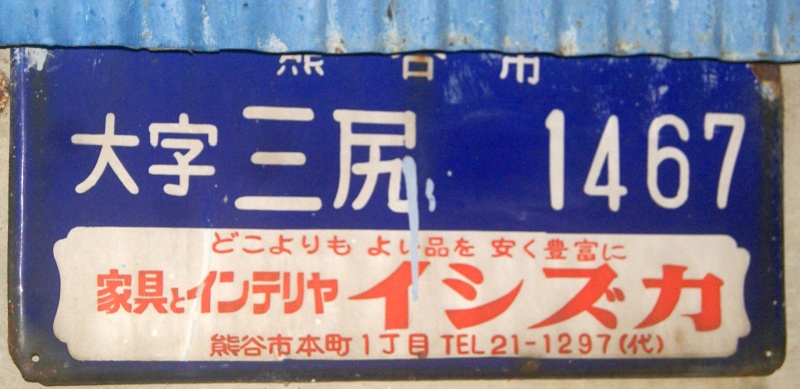 熊谷市
大字三尻 1467
どこよりも よい品を 安く豊富に
家具とインテリヤ イシズカ
熊谷市本町1丁目 TEL21-1297(代)